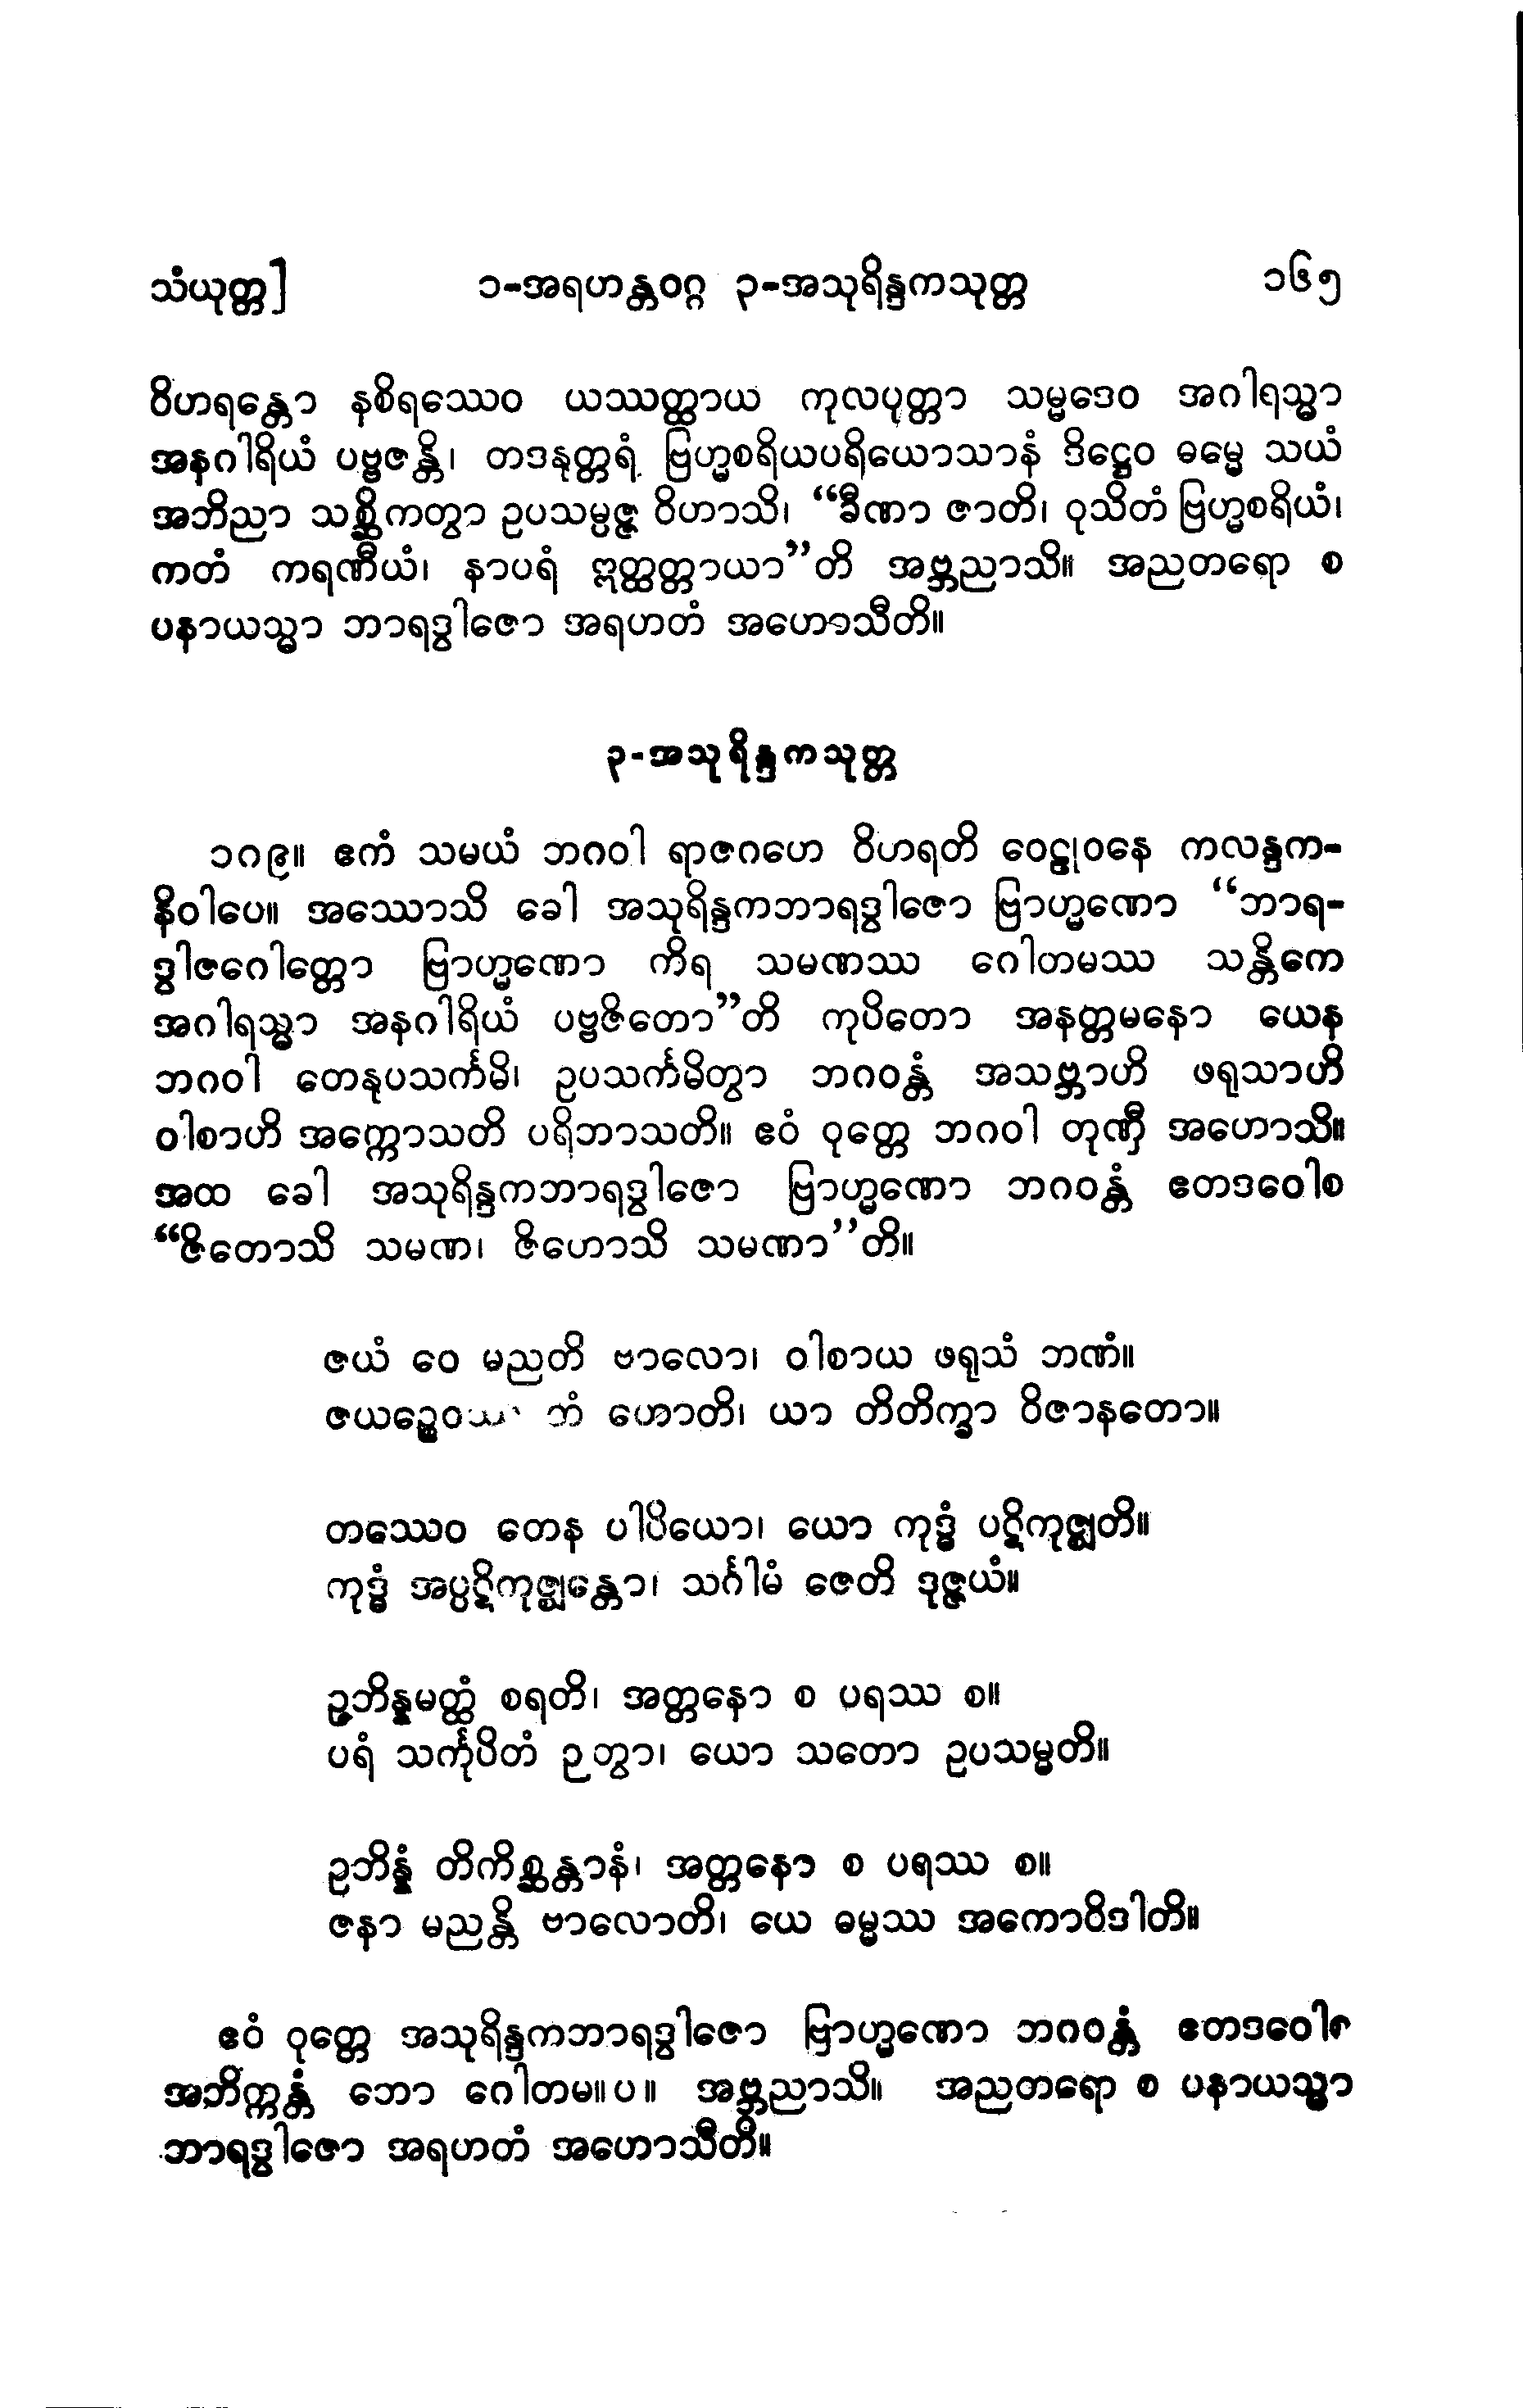 သံယုတ္တ] ၁-အရဟန္တဝဂ္ဂ ၃-အသုရိန္ဒကသုတ္တ ၁၆၅
ဝိဟရန္တော နစိရဿေဝ ယဿတ္ထာယ ကုလပုတ္တာ သမ္မဒေဝ အဂါရသ္မာ
အနဂါရိယံ ပဗ္ဗဇန္တိ၊ တဒနုတ္တရံ ဗြဟ္မစရိယပရိယောသာနံ ဒိဋ္ဌေဝ ဓမ္မေ သယံ
အဘိညာ သစ္ဆိကတွာ ဥပသမ္ပဇ္ဇ ဝိဟာသိ၊ “ခီဏာ ဇာတိ၊ ဝုသိတံ ဗြဟ္မစရိယံ၊
ကတံ ကရဏီယံ၊ နာပရံ ဣတ္ထတ္တာယာ”တိ အဗ္ဘညာသိ။ အညတရော စ
ပနာယသ္မာ ဘာရဒွါဇော အရဟတံ အဟောသီတိ။
၃-အသုရိန္ဒကသုတ္တ
၁၈၉။ ဧကံ သမယံ ဘဂဝါ ရာဇဂဟေ ဝိဟရတိ ဝေဠုဝနေ ကလန္ဒက-
နိဝါပေ။ အဿောသိ ခေါ အသုရိန္ဒကဘာရဒွါဇော ဗြာဟ္မဏော “ဘာရ-
ဒွါဇဂေါတ္တော ဗြာဟ္မဏော ကိရ သမဏဿ ဂေါတမဿ သန္တိကေ
အဂါရသ္မာ အနဂါရိယံ ပဗ္ဗဇိတော”တိ ကုပိတော အနတ္တမနော ယေန
ဘဂဝါ တေနုပသင်္ကမိ၊ ဥပသင်္ကမိတွာ ဘဂဝန္တံ အသဗ္ဘာဟိ ဖရုသာဟိ
ဝါစာဟိ အက္ကောသတိ ပရိဘာသတိ။ ဧဝံ ဝုတ္တေ ဘဂဝါ တုဏှီ အဟောသိ။
အထ ခေါ အသုရိန္ဒကဘာရဒွါဇော ဗြာဟ္မဏော ဘဂဝန္တံ ဧတဒဝေါစ
“ဇိတောသိ သမဏ၊ ဇိဟောသိ သမဏာ”တိ။
ဇယံ ဝေ မညတိ ဗာလော၊ ဝါစာယ ဖရုသံ ဘဏံ။
ဟောတိ၊ ယာ တိတိက္ခာ ဝိဇာနတော။
တဿေဝ တေန ပါပိယော၊ ယော ကုဒ္ဓံ ပဋိကုဇ္ဈတိ။
ကုဒ္ဓံ အပ္ပဋိကုဇ္ဈန္တော၊ သင်္ဂါမံ ဇေတိ ဒုဇ္ဇယံ။
ဥဘိန္နမတ္ထံ စရတိ၊ အတ္တနော စ ပရဿ စ။
ပရံ သင်္ကုပိတံ ဉတွာ၊ ယော သတော ဥပသမ္မတိ။
ဥဘိန္နံ တိကိစ္ဆန္တာနံ၊ အတ္တနော စ ပရဿ စ။
ဇနာ မညန္တိ ဗာလောတိ၊ ယေ ဓမ္မဿ အကောဝိဒါတိ။
ဧဝံ ဝုတ္တေ အသုရိန္ဒကဘာရဒွါဇော ဗြာဟ္မဏော ဘဂဝန္တံ ဧတဒဝေါစ
အဘိက္ကန္တံ ဘော ဂေါတမ။ပ။ အဗ္ဘညာသိ။ အညတရော စ ပနာယသ္မာ
ဘာရဒွါဇော အရဟတံ အဟောသီတိ။